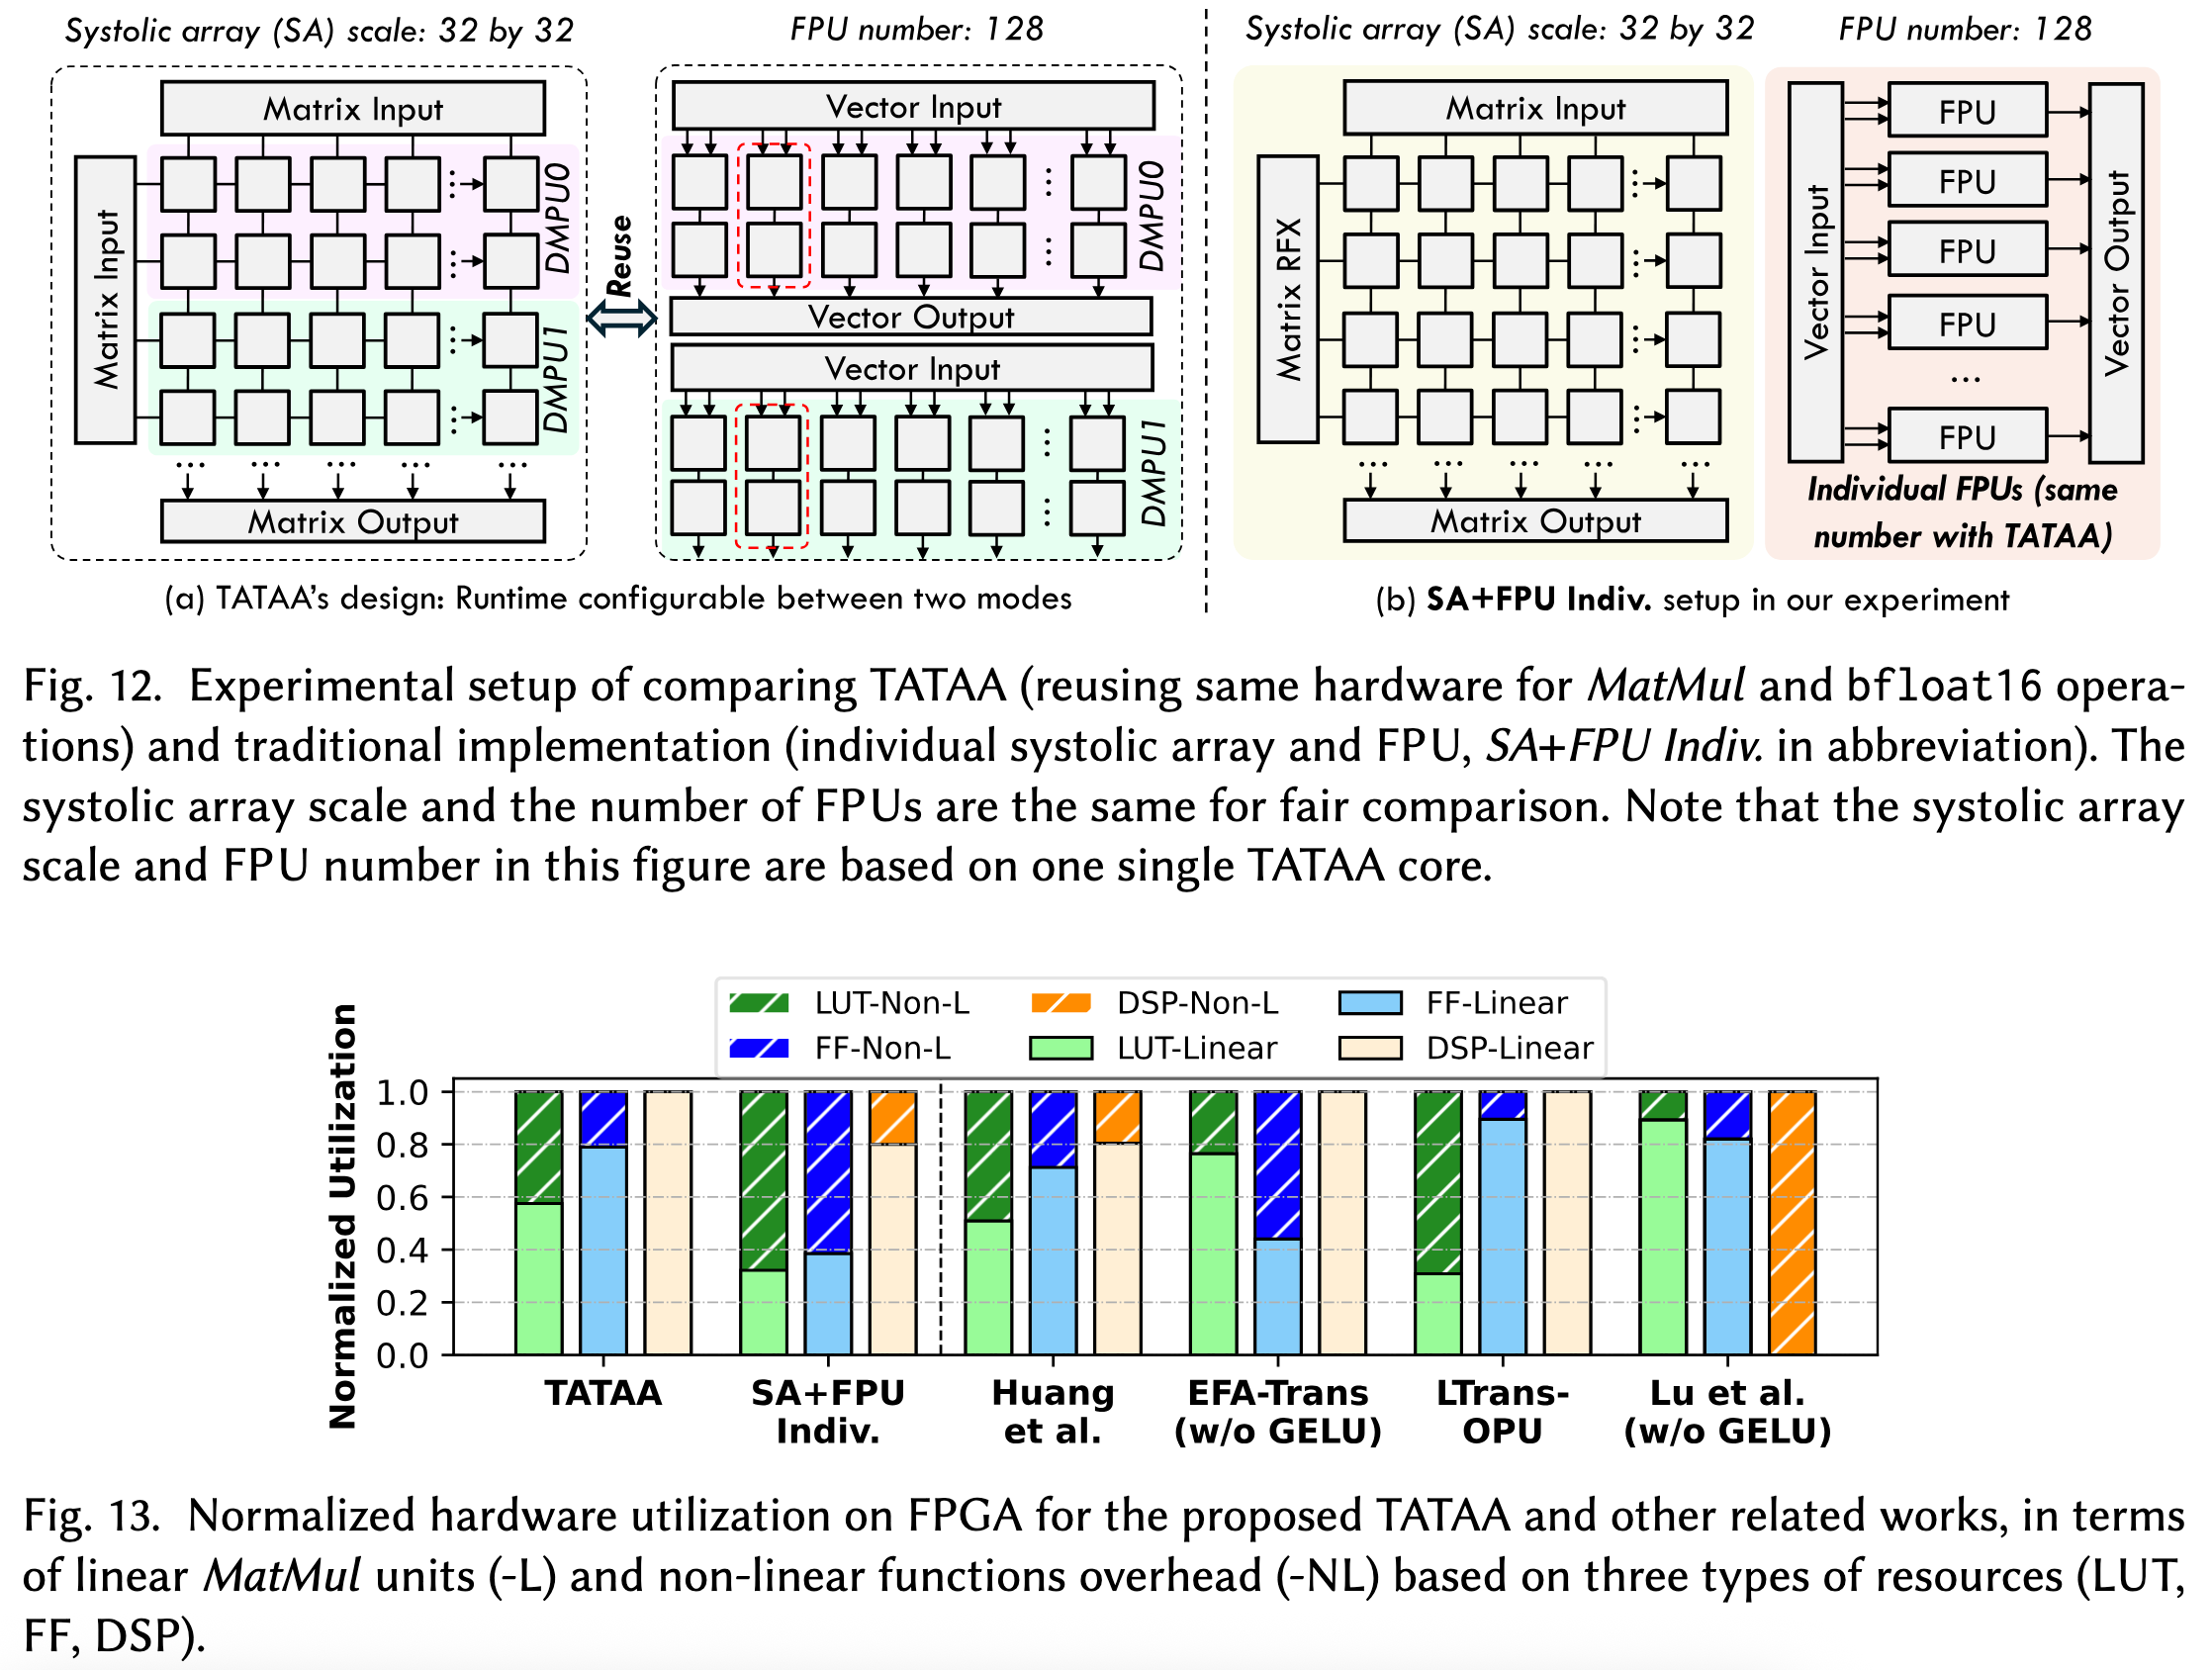 Systolic array (SA) scale: 32 by 32
FPU number: 128
Matrix Input
Matrix Input
DMPU0
DMPU1
...
...
...
...
...
Matrix Output
Reuse
Vector Input
DMPU0
Vector Output
Vector Input
DMPU1
(a) TATAA's design: Runtime configurable between two modes
Systolic array (SA) scale: 32 by 32
FPU number: 128
Matrix Input
Matrix RFX
...
...
...
...
...
Matrix Output
Vector Input
FPU
FPU
FPU
FPU
...
FPU
Vector Output
Individual FPUs (same
number with TATAA)
(b) SA+FPU Indiv. setup in our experiment
Fig. 12. Experimental setup of comparing TATAA (reusing same hardware for MatMul and bfloat16 opera-
tions) and traditional implementation (individual systolic array and FPU, SA+FPU Indiv. in abbreviation). The
systolic array scale and the number of FPUs are the same for fair comparison. Note that the systolic array
scale and FPU number in this figure are based on one single TATAA core.
LUT-Non-L
DSP-Non-L
FF-Linear
FF-Non-L
LUT-Linear
DSP-Linear
Normalized Utilization
1.0
0.8
0.6
0.4
0.2
0.0
TATAA
SA+FPU
Indiv.
Huang
et al.
EFA-Trans
(w/o GELU)
LTrans-
OPU
Lu et al.
(w/o GELU)
Fig. 13. Normalized hardware utilization on FPGA for the proposed TATAA and other related works, in terms
of linear MatMul units (-L) and non-linear functions overhead (-NL) based on three types of resources (LUT,
FF, DSP).